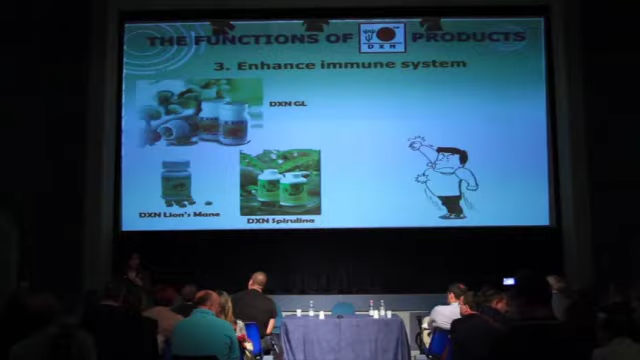 THE FUNCTIONS OF DXN PRODUCTS
3. Enhance immune system
DXN GL
DXN Lion's Mane
DXN Spirulina